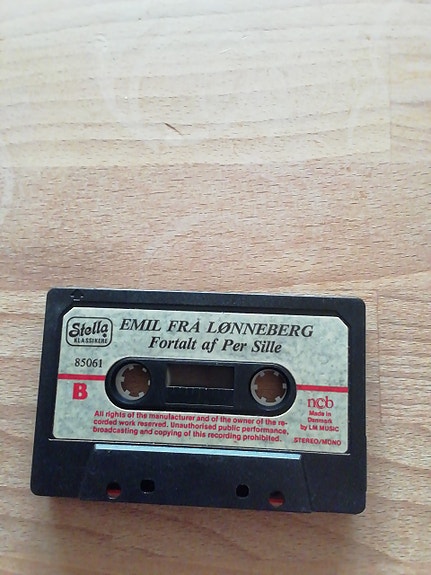 Stella
KLASSIKERE
EMIL FRA LØNNEBERG
Fortalt af Per Sille
85061
B
All rights of the manufacturer and of the owner of the re-
corded work reserved. Unauthorised public performance,
broadcasting and copying of this recording prohibited.
ncb
Made in
Denmark
by LM MUSIC
STEREO/MONO